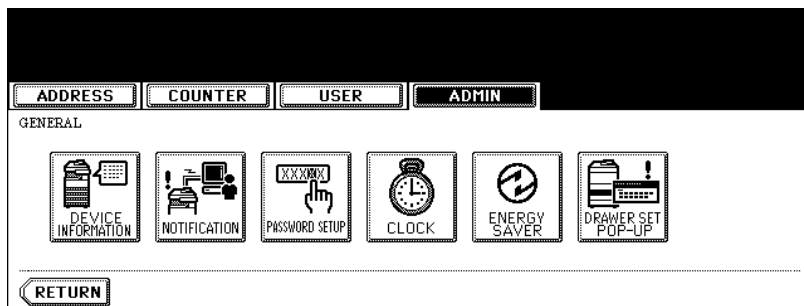 ADDRESS COUNTER USER ADMIN
GENERAL
XXXXX
DEVICE INFORMATION
NOTIFICATION
PASSWORD SETUP
CLOCK
ENERGY SAVER
DRAWER SET POP-UP
RETURN